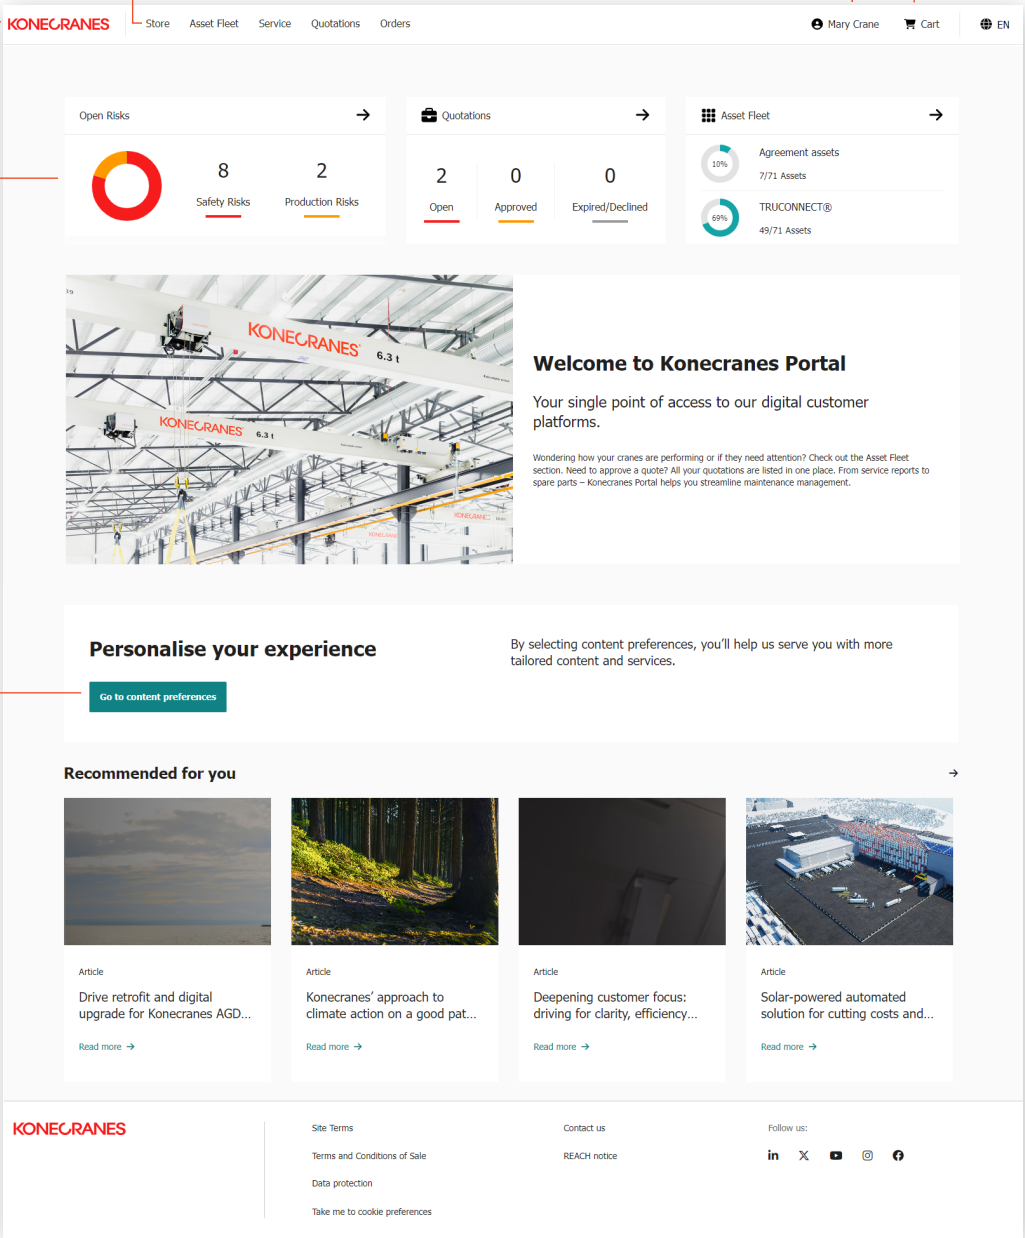 KONECRANES
Store Asset Fleet Service Quotations Orders
Mary Crane Cart EN
Open Risks
8 2
Safety Risks Production Risks
Quotations
2 0 0
Open Approved Expired/Declined
Asset Fleet
10%
Agreement assets
7/71 Assets
69%
TRUCONNECT®
49/71 Assets
KONECRANES 6.3 t
KONECRANES 6.3 t
KONECRANES
KONECRANES
Welcome to Konecranes Portal
Your single point of access to our digital customer
platforms.
Wondering how your cranes are performing or if they need attention? Check out the Asset Fleet
section. Need to approve a quote? All your quotations are listed in one place. From service reports to
spare parts – Konecranes Portal helps you streamline maintenance management.
Personalise your experience
Go to content preferences
By selecting content preferences, you'll help us serve you with more
tailored content and services.
Recommended for you
Article
Drive retrofit and digital
upgrade for Konecranes AGD...
Read more
Article
Konecranes' approach to
climate action on a good pat...
Read more
Article
Deepening customer focus:
driving for clarity, efficiency...
Read more
Article
Solar-powered automated
solution for cutting costs and...
Read more
KONECRANES
Site Terms
Terms and Conditions of Sale
Data protection
Take me to cookie preferences
Contact us
REACH notice
Follow us: